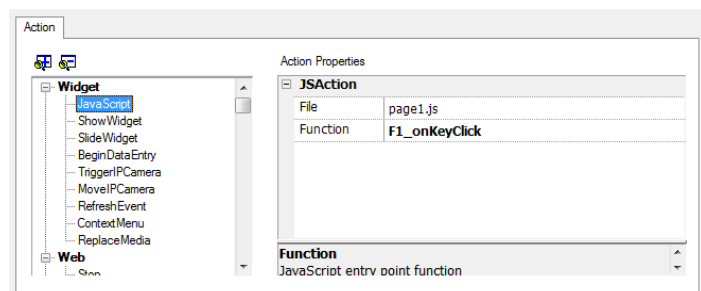 Action
Action Properties
Widget
JavaScript
ShowWidget
SlideWidget
BeginDataEntry
TriggerIPCamera
MoveIPCamera
RefreshEvent
ContextMenu
ReplaceMedia
Web
Stop
JSAction
File page1.js
Function F1_onKeyClick
Function
JavaScript entry point function